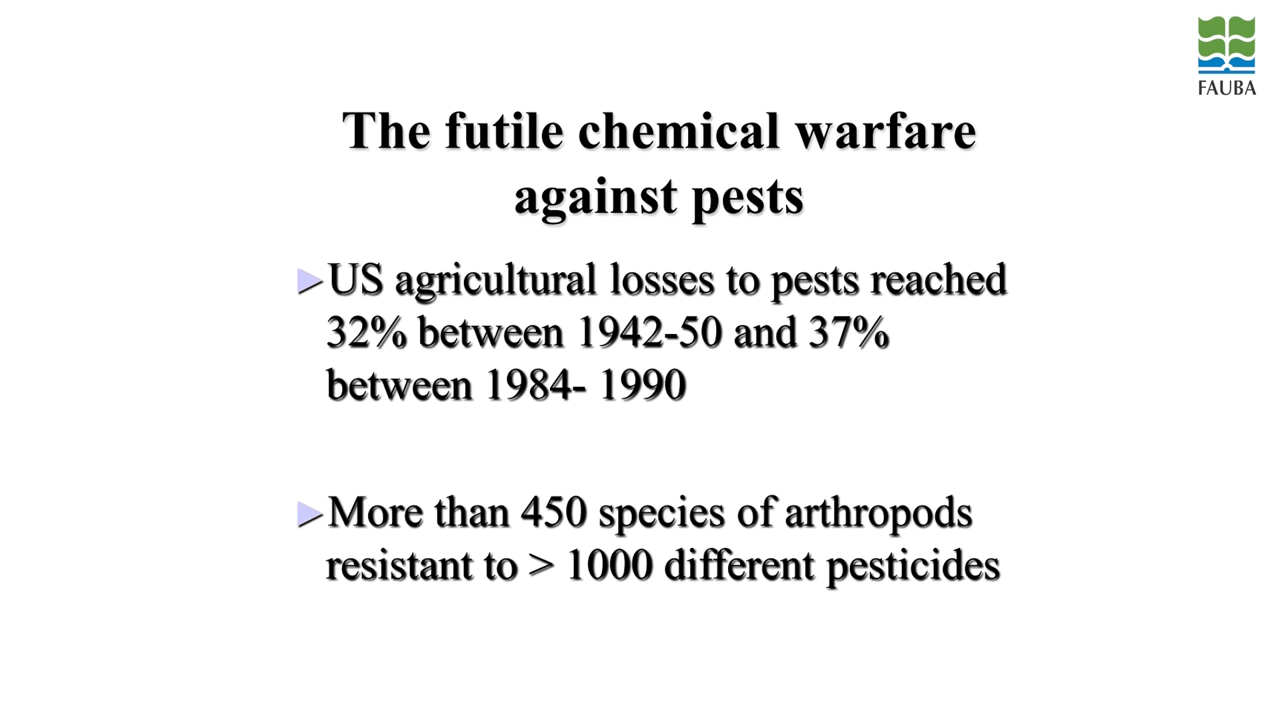 FAUBA
The futile chemical warfare
against pests
►US agricultural losses to pests reached
32% between 1942-50 and 37%
between 1984- 1990
►More than 450 species of arthropods
resistant to > 1000 different pesticides